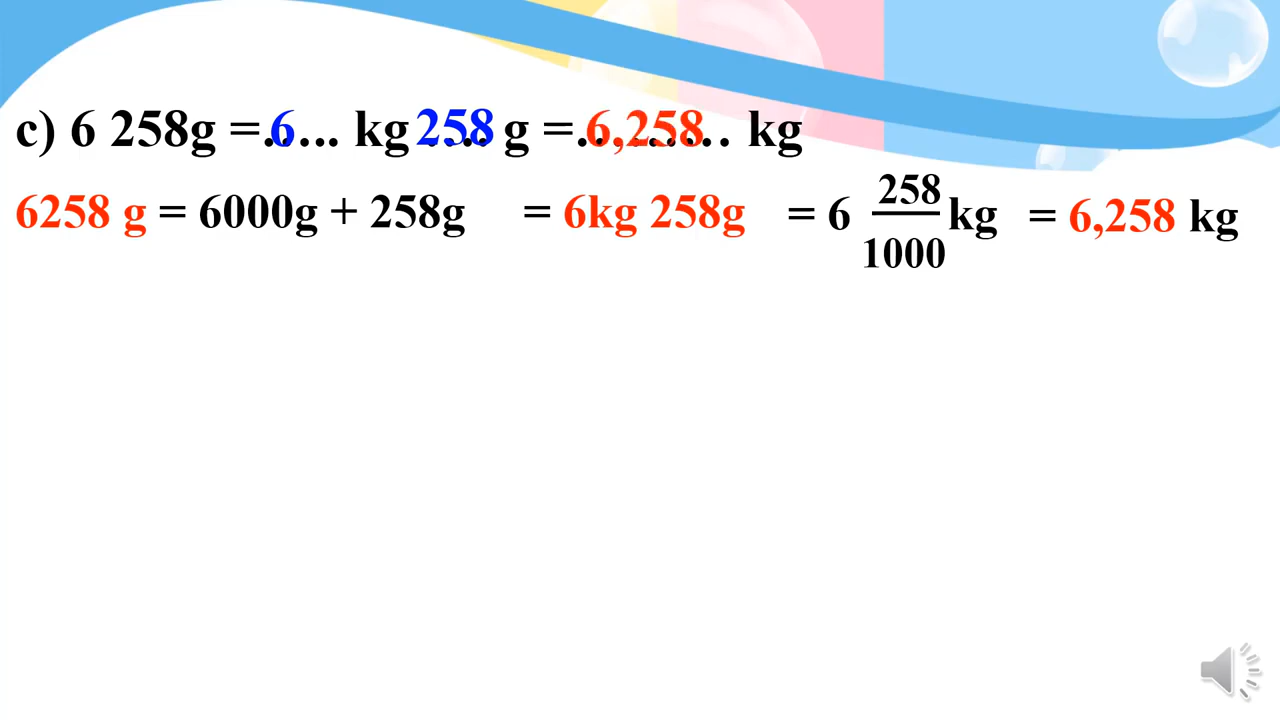 c) 6 258g = 6 ... kg 258 g = 6,258 ... kg
6258 g = 6000g + 258g = 6kg 258g = 6 258/1000 kg = 6,258 kg